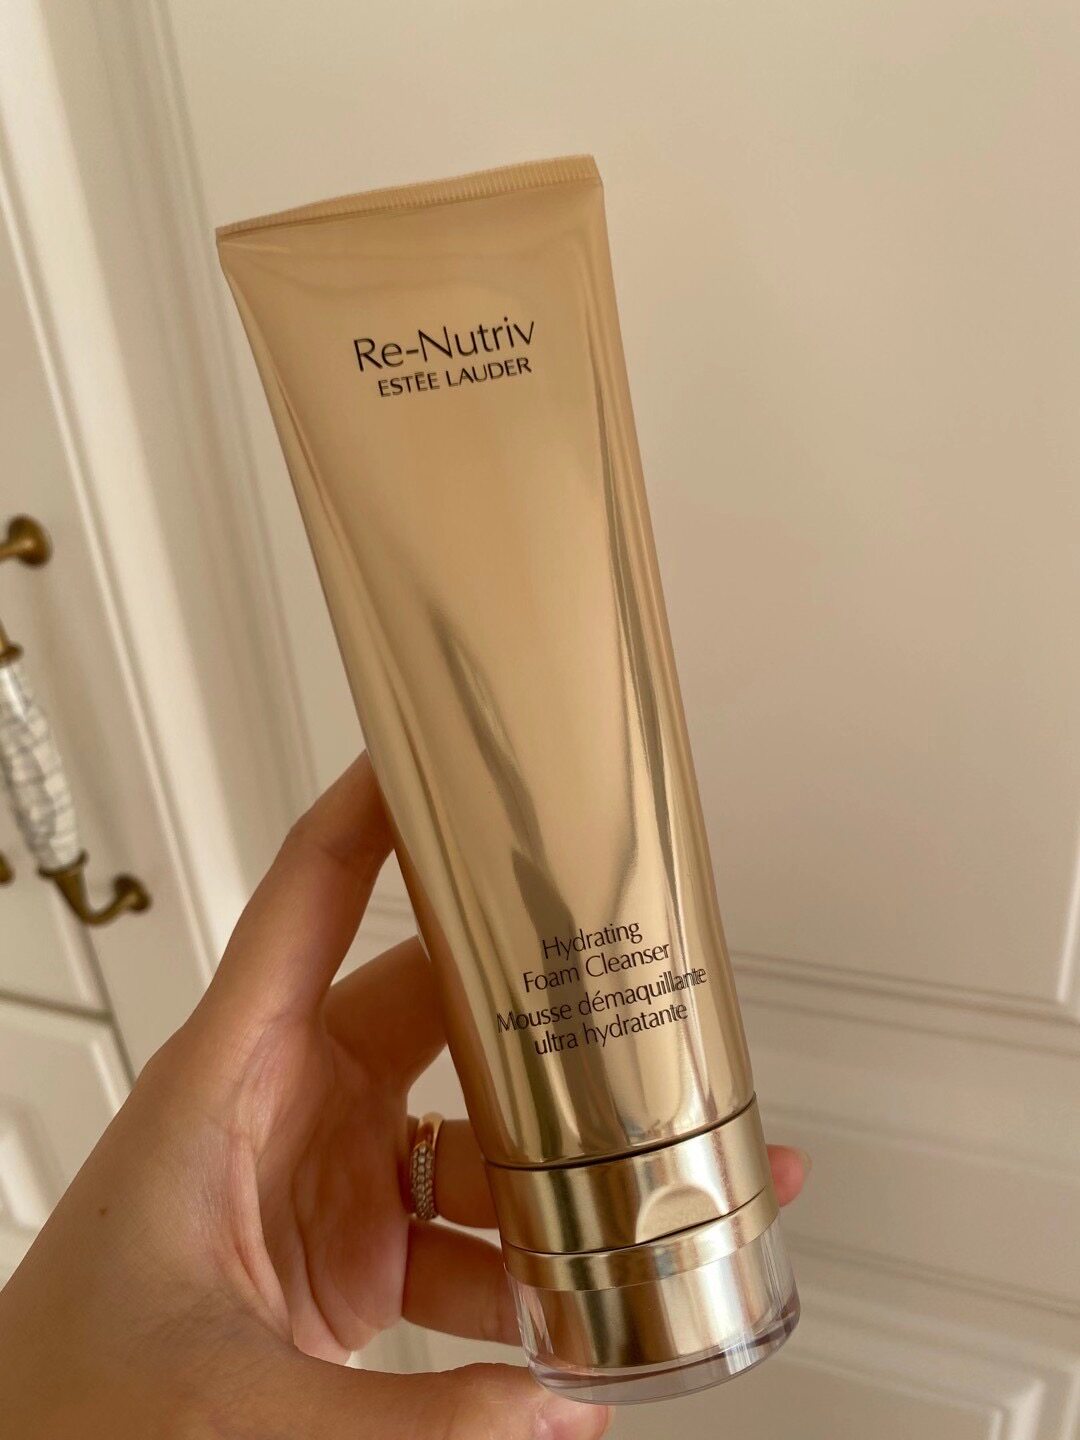 Re-Nutriv
ESTĒE LAUDER
Hydrating
Foam Cleanser
Mousse démaquillante
ultra hydratante